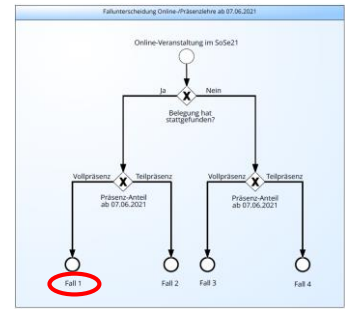 Fallunterscheidung Online-/Präsenzlehre ab 07.06.2021
Online-Veranstaltung im SoSe21
Ja
Nein
Belegung hat
stattgefunden?
Vollpräsenz
Teilpräsenz
Vollpräsenz
Teilpräsenz
Präsenz-Anteil
ab 07.06.2021
Präsenz-Anteil
ab 07.06.2021
Fall 1
Fall 2
Fall 3
Fall 4